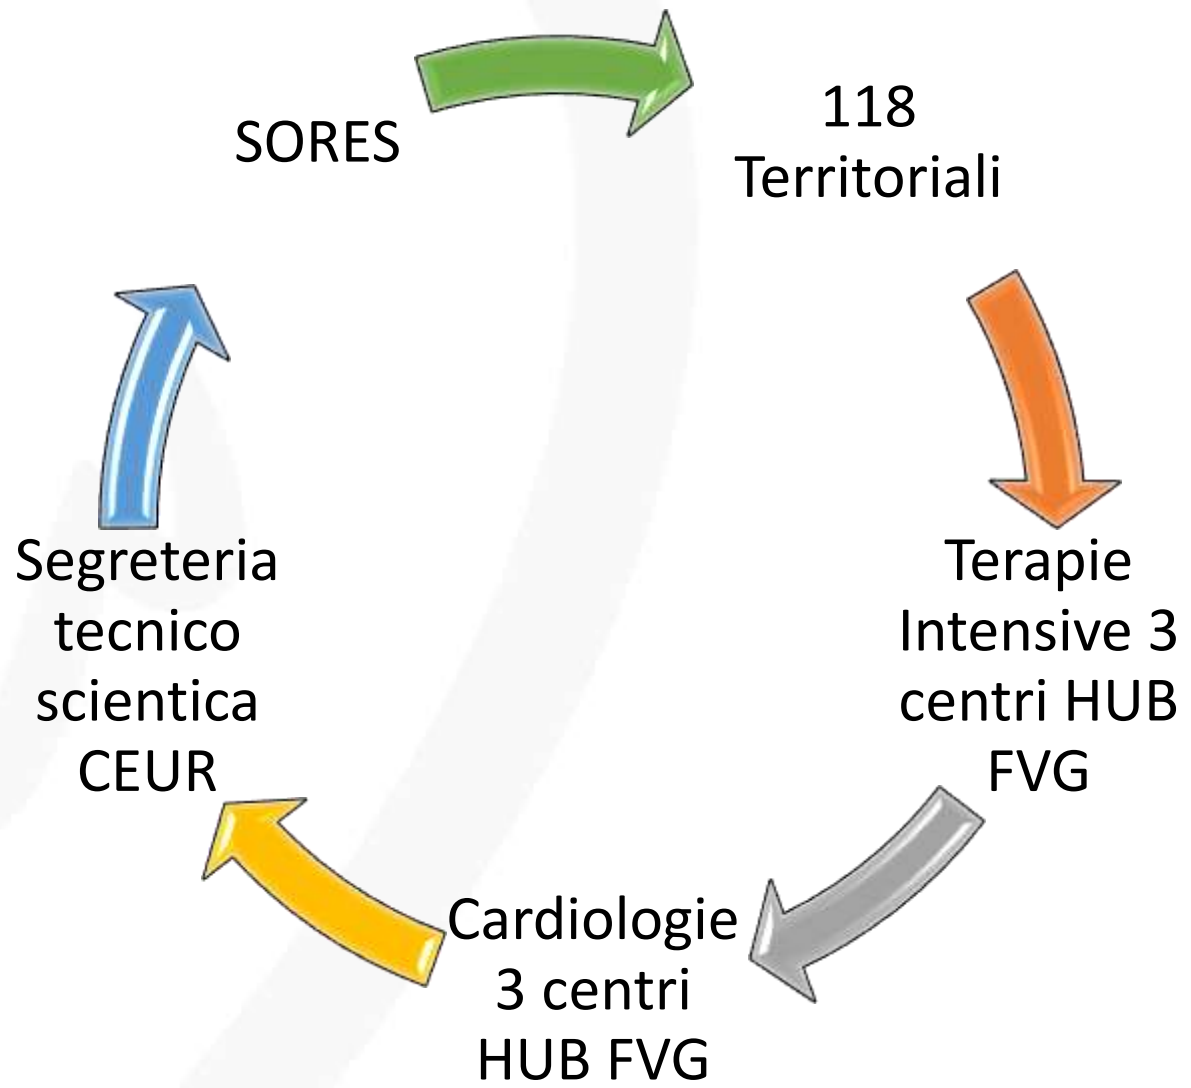 SORES
118
Territoriali
Terapie
Intensive 3
centri HUB
FVG
Cardiologie
3 centri
HUB FVG
Segreteria
tecnico
scientica
CEUR